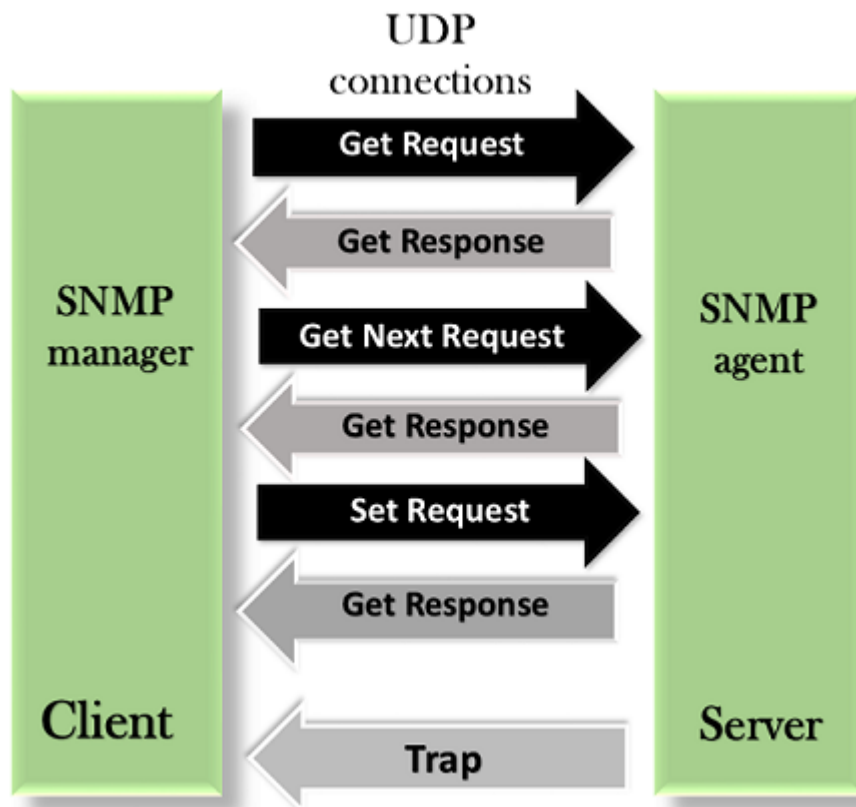 UDP
connections
Get Request
Get Response
SNMP
manager
Get Next Request
SNMP
agent
Get Response
Set Request
Get Response
Client
Trap
Server